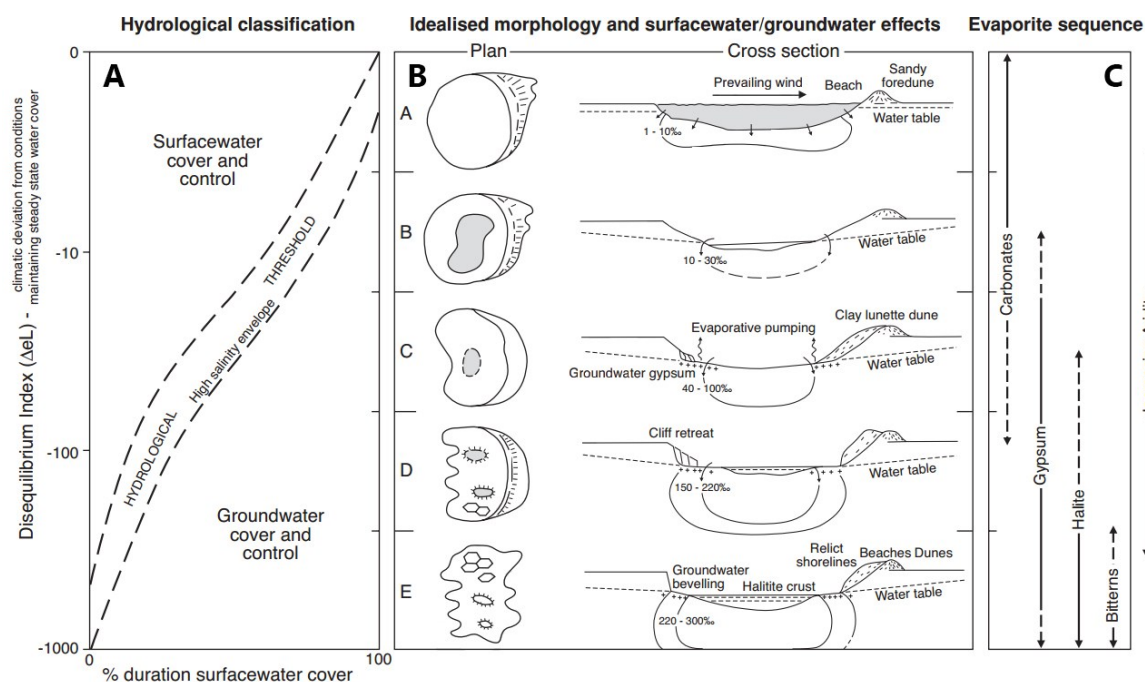 Hydrological classification
Idealised morphology and surfacewater/groundwater effects
Evaporite sequence
Plan
Cross section
A
B
C
0
-10
-100
-1000
Disequilibrium Index (ΔeL) -
climatic deviation from conditions
maintaining steady state water cover
Surfacewater
cover and
control
THRESHOLD
High salinity envelope
HYDROLOGICAL
Groundwater
cover and
control
0
100
% duration surfacewater cover
A
Prevailing wind
Beach
Sandy
foredune
Water table
1 - 10‰
B
Water table
10 - 30‰
C
Evaporative pumping
Clay lunette dune
Water table
Groundwater gypsum
40 - 100‰
D
Cliff retreat
Water table
150 - 220‰
E
Groundwater
bevelling
Halitite crust
Relict
shorelines
Beaches Dunes
Water table
220 - 300‰
Carbonates
Gypsum
Halite
Bitterns